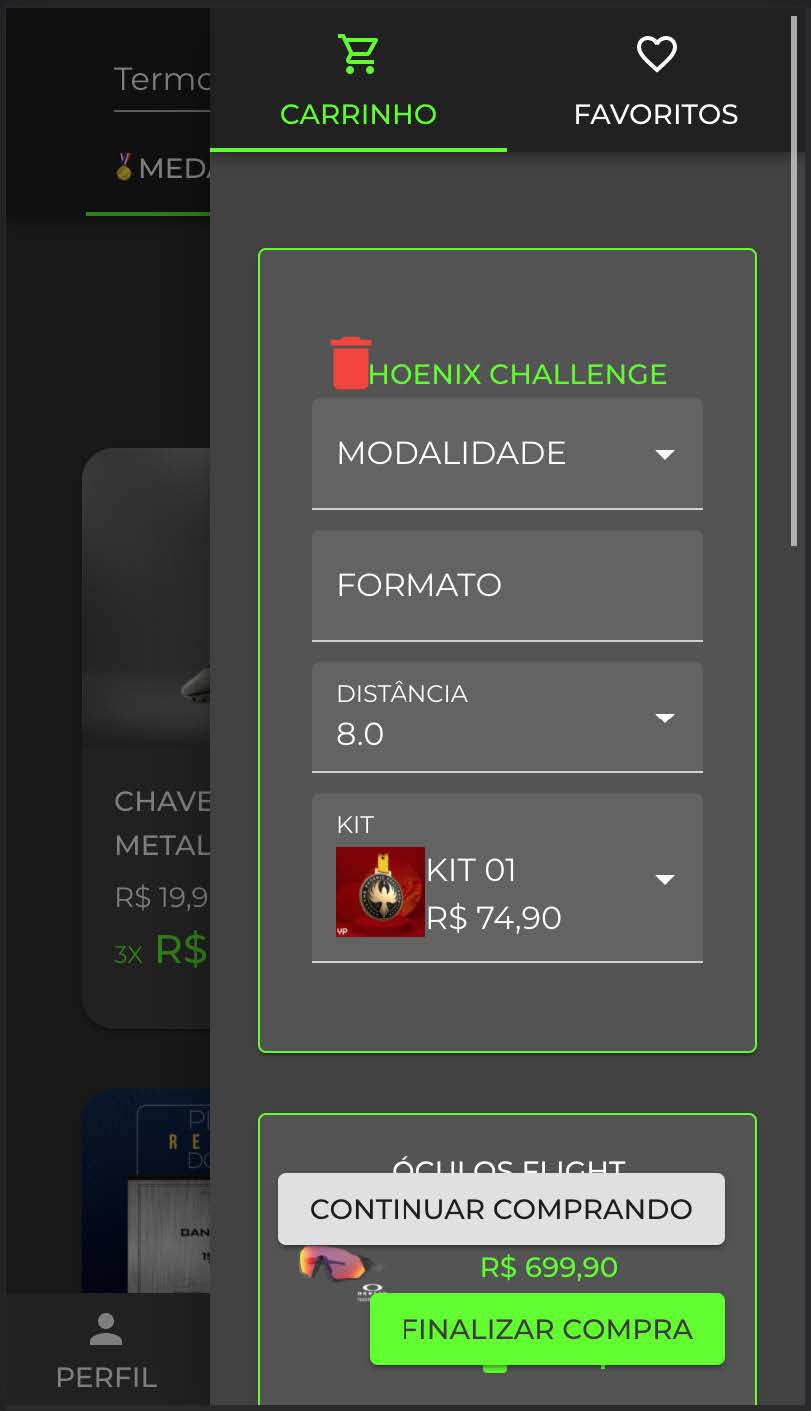 Termo
CARRINHO
FAVORITOS
🏅MEDA
HOENIX CHALLENGE
MODALIDADE
FORMATO
DISTÂNCIA
8.0
KIT
KIT 01
R$ 74,90
yp
CHAVE
METAL
R$ 19,9
3X R$
ÓCULOS FLIGHT
CONTINUAR COMPRANDO
R$ 699,90
FINALIZAR COMPRA
PERFIL